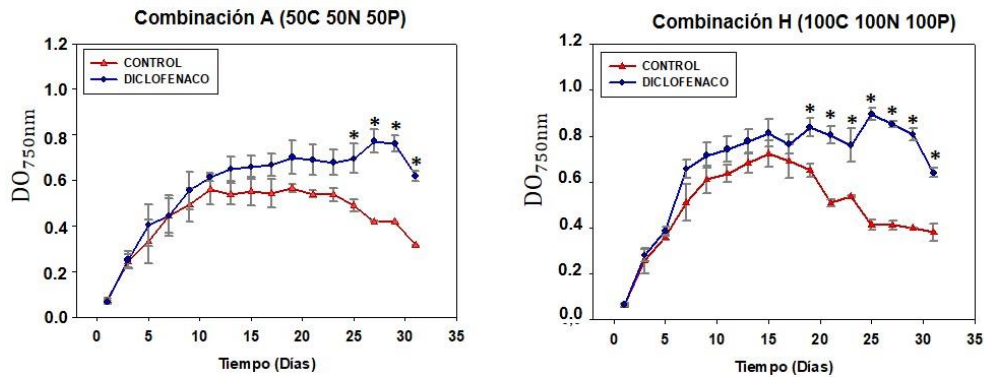 Combinación A (50C 50N 50P)
1.2
1.0
0.8
0.6
0.4
0.2
0.0
DO750nm
CONTROL
DICLOFENACO
* * * *
0 5 10 15 20 25 30 35
Tiempo (Días)
Combinación H (100C 100N 100P)
1.2
1.0
0.8
0.6
0.4
0.2
0.0
DO750nm
CONTROL
DICLOFENACO
* * * * * * *
0 5 10 15 20 25 30 35
Tiempo (Días)